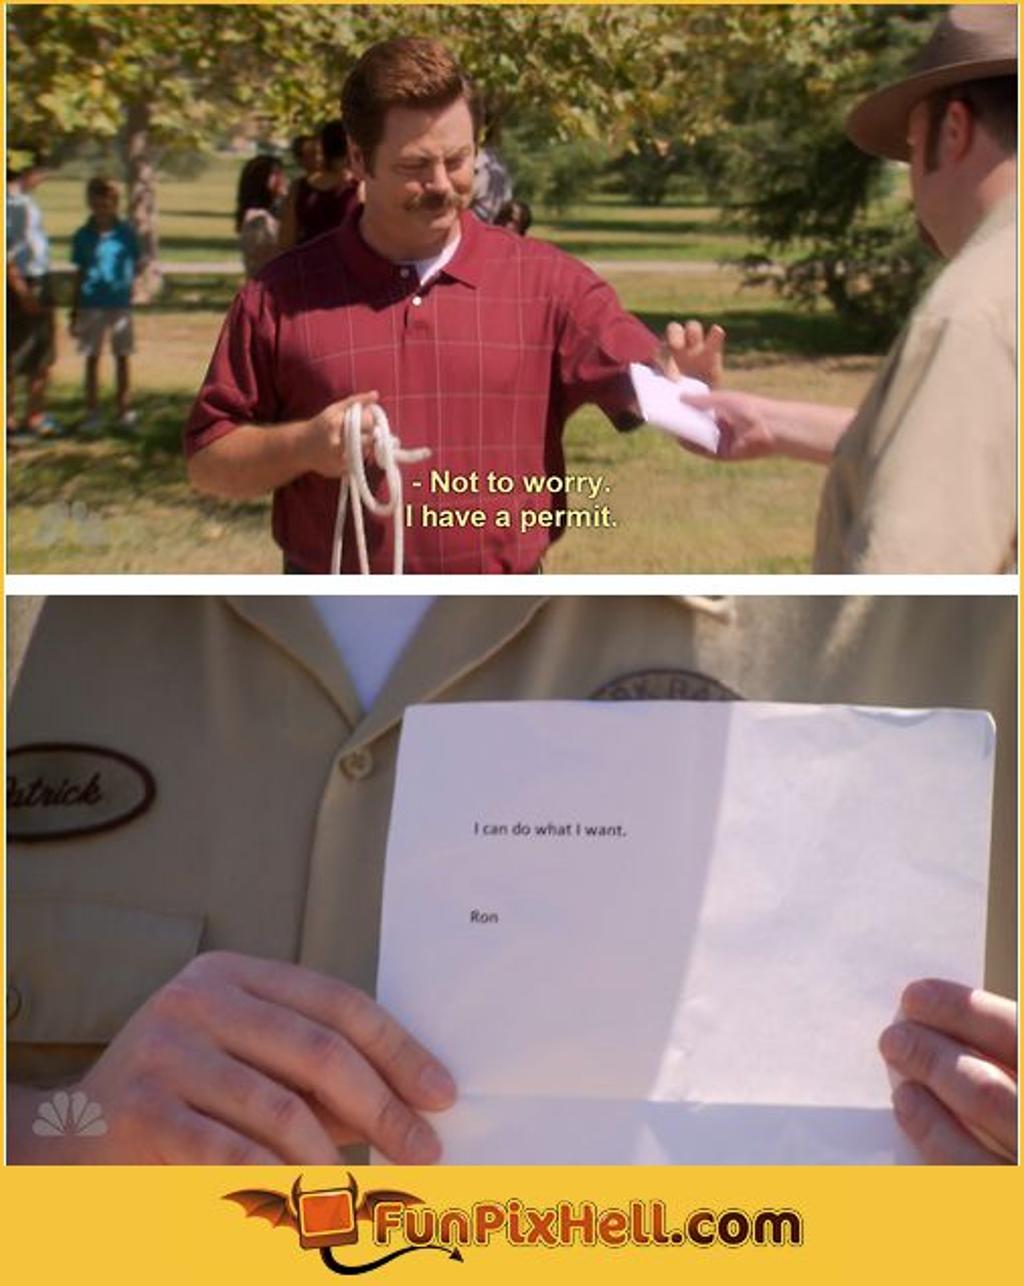 - Not to worry.
I have a permit.
I can do what I want.
Ron
FunPixHell.com